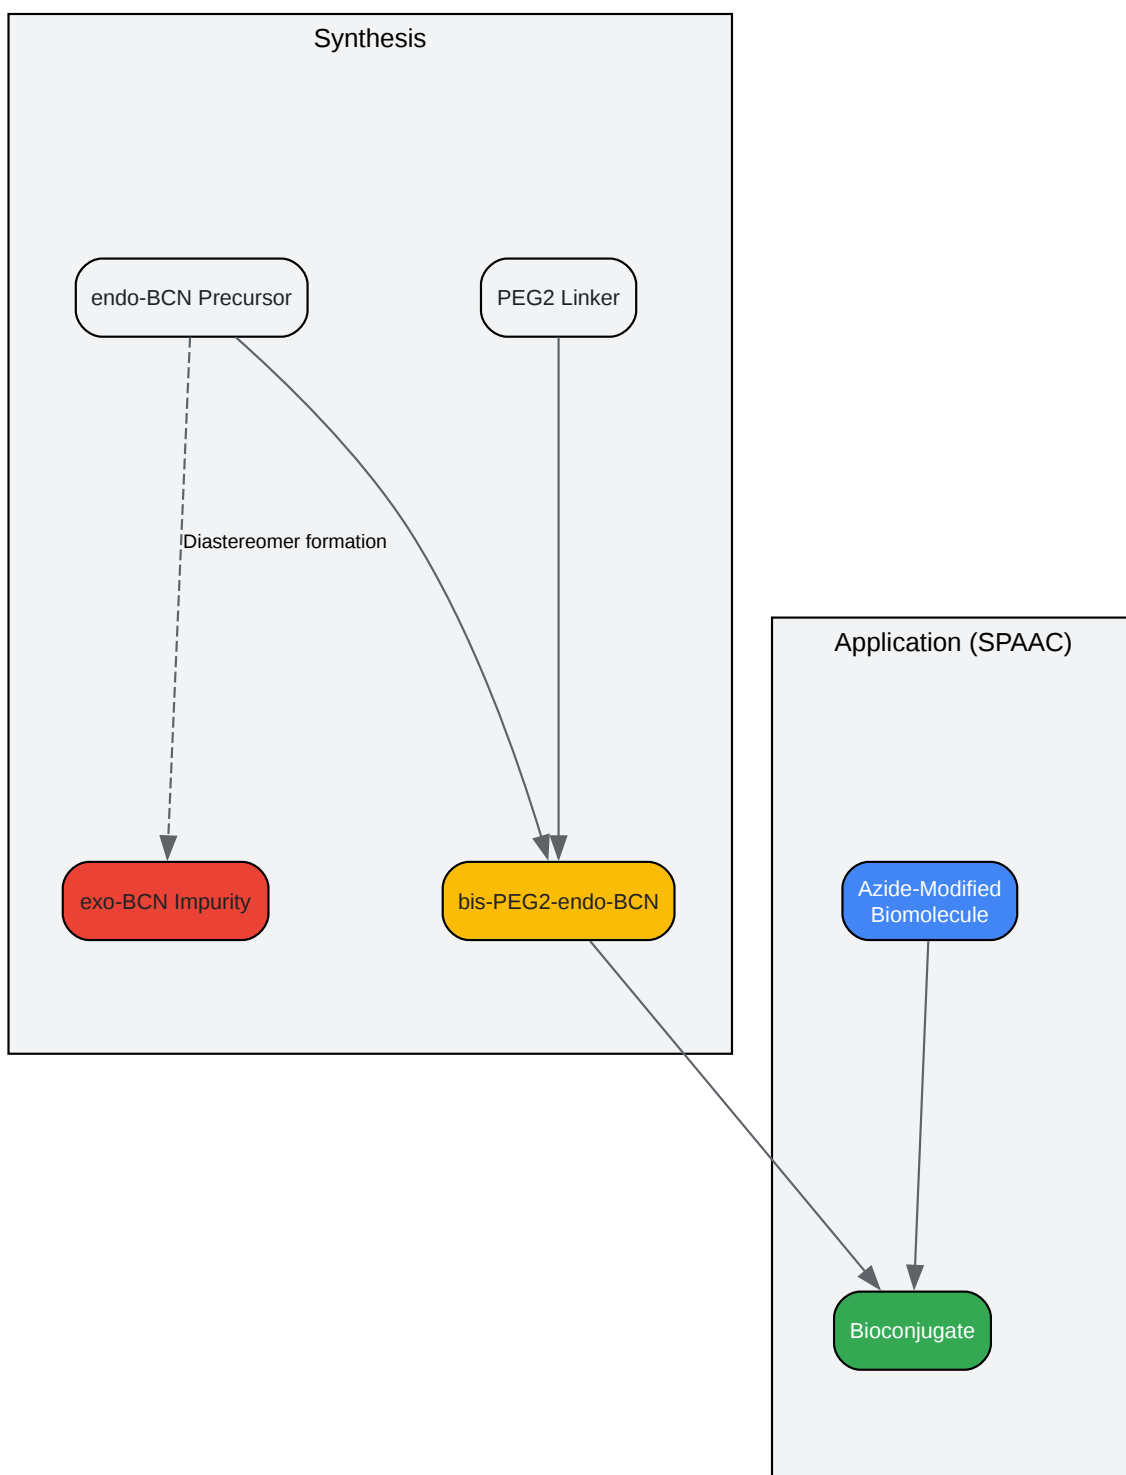 Synthesis
endo-BCN Precursor
PEG2 Linker
Diastereomer formation
exo-BCN Impurity
bis-PEG2-endo-BCN
Application (SPAAC)
Azide-Modified
Biomolecule
Bioconjugate